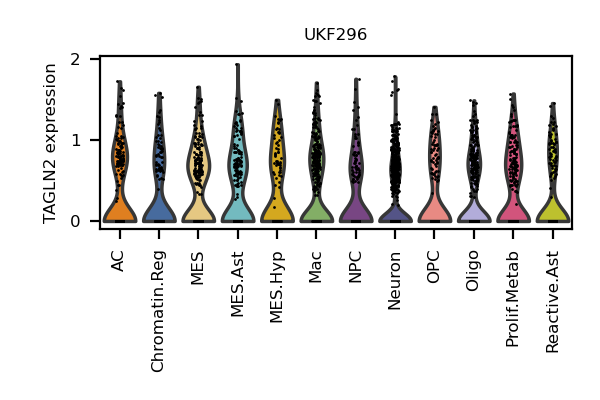 UKF296
TAGLN2 expression
2
1
0
AC
Chromatin.Reg
MES
MES.Ast
MES.Hyp
Mac
NPC
Neuron
OPC
Oligo
Prolif.Metab
Reactive.Ast